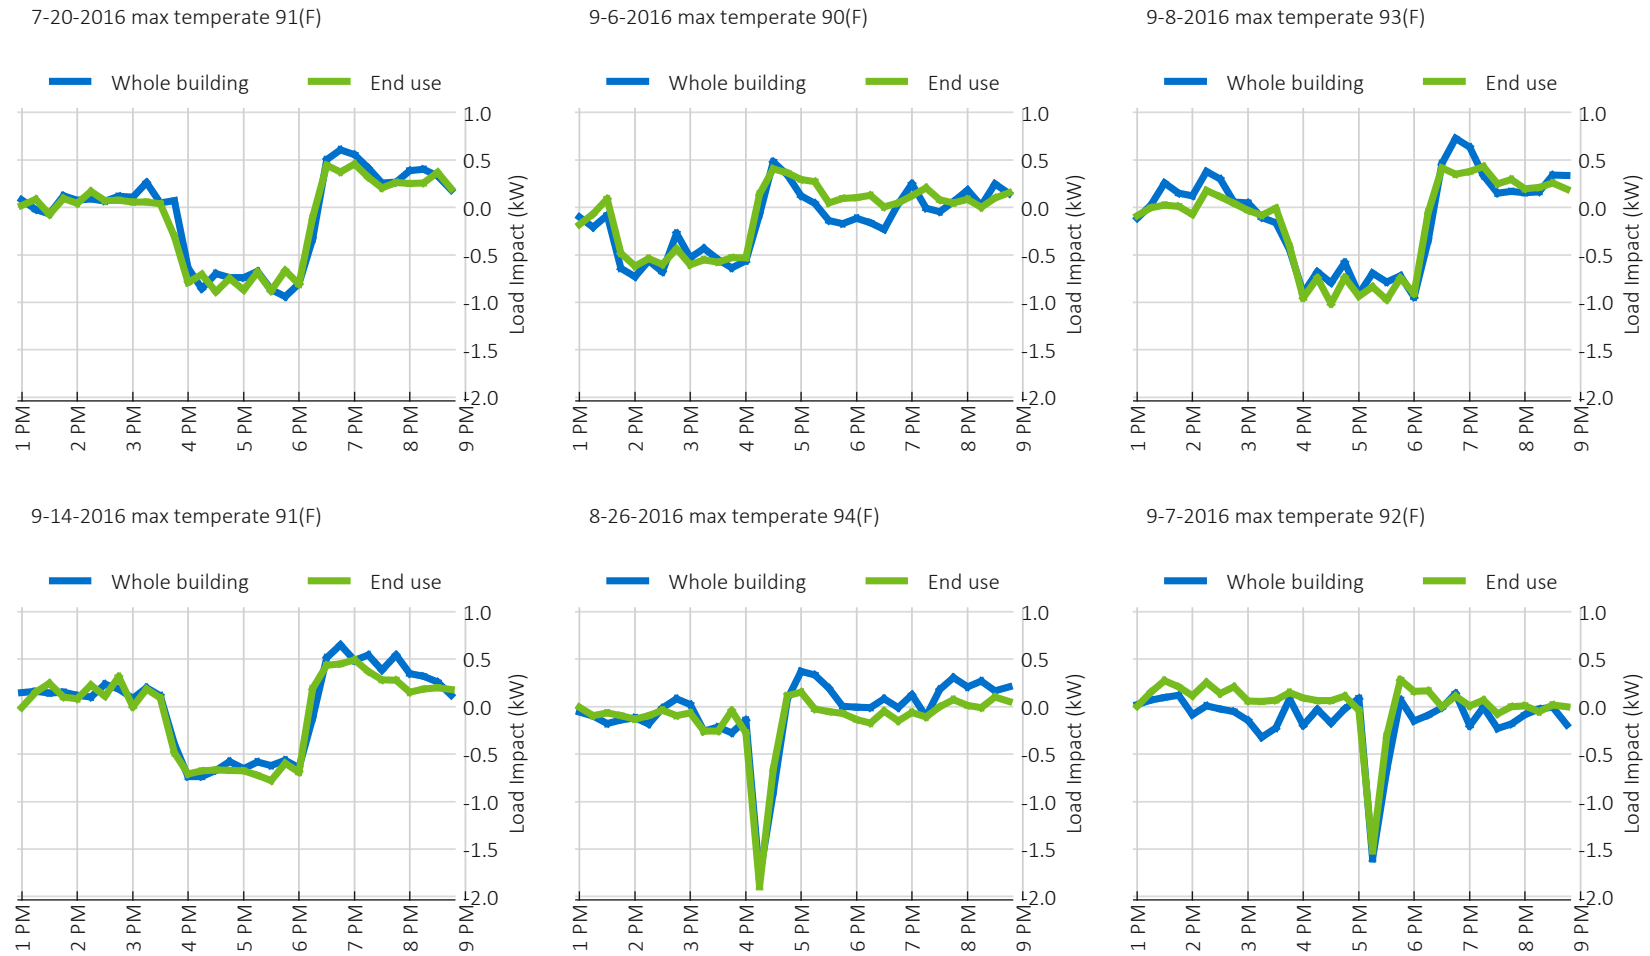 7-20-2016 max temperate 91(F)
Whole building
End use
1.0
0.5
0.0
-0.5
-1.0
-1.5
-2.0
Load Impact (kW)
1 PM
2 PM
3 PM
4 PM
5 PM
6 PM
7 PM
8 PM
9 PM
9-6-2016 max temperate 90(F)
Whole building
End use
1.0
0.5
0.0
-0.5
-1.0
-1.5
-2.0
Load Impact (kW)
1 PM
2 PM
3 PM
4 PM
5 PM
6 PM
7 PM
8 PM
9 PM
9-8-2016 max temperate 93(F)
Whole building
End use
1.0
0.5
0.0
-0.5
-1.0
-1.5
-2.0
Load Impact (kW)
1 PM
2 PM
3 PM
4 PM
5 PM
6 PM
7 PM
8 PM
9 PM
9-14-2016 max temperate 91(F)
Whole building
End use
1.0
0.5
0.0
-0.5
-1.0
-1.5
-2.0
Load Impact (kW)
1 PM
2 PM
3 PM
4 PM
5 PM
6 PM
7 PM
8 PM
9 PM
8-26-2016 max temperate 94(F)
Whole building
End use
1.0
0.5
0.0
-0.5
-1.0
-1.5
-2.0
Load Impact (kW)
1 PM
2 PM
3 PM
4 PM
5 PM
6 PM
7 PM
8 PM
9 PM
9-7-2016 max temperate 92(F)
Whole building
End use
1.0
0.5
0.0
-0.5
-1.0
-1.5
-2.0
Load Impact (kW)
1 PM
2 PM
3 PM
4 PM
5 PM
6 PM
7 PM
8 PM
9 PM